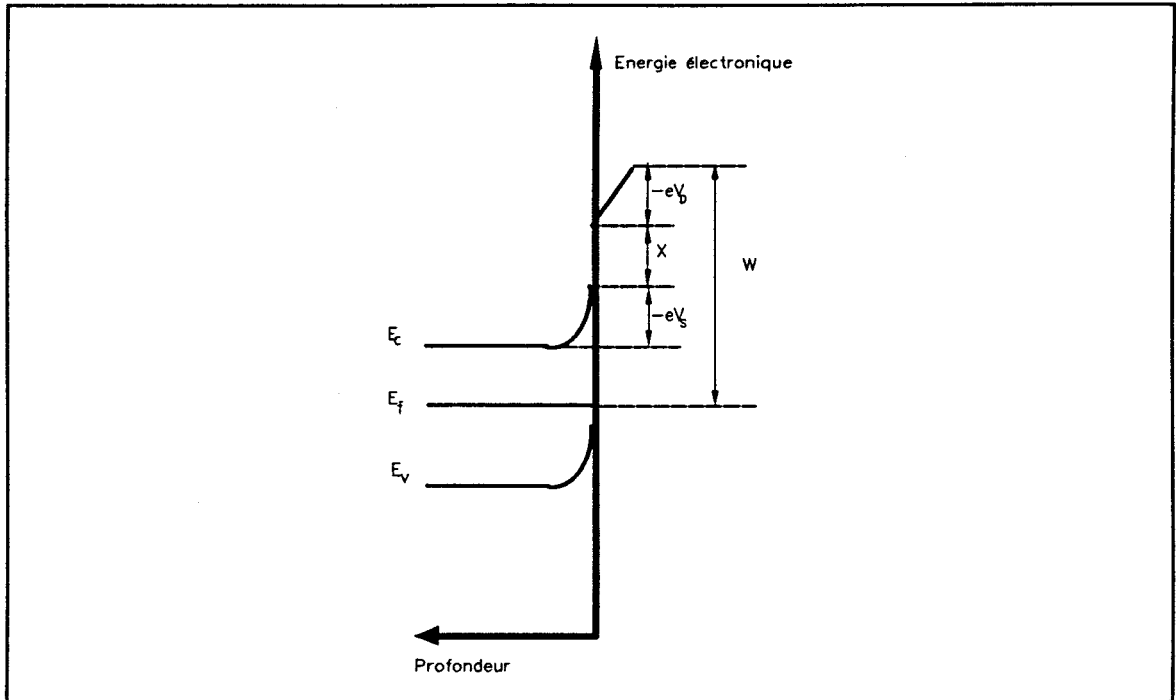 Energie électronique
-eV_D
X
W
-eV_s
E_c
E_f
E_v
Profondeur